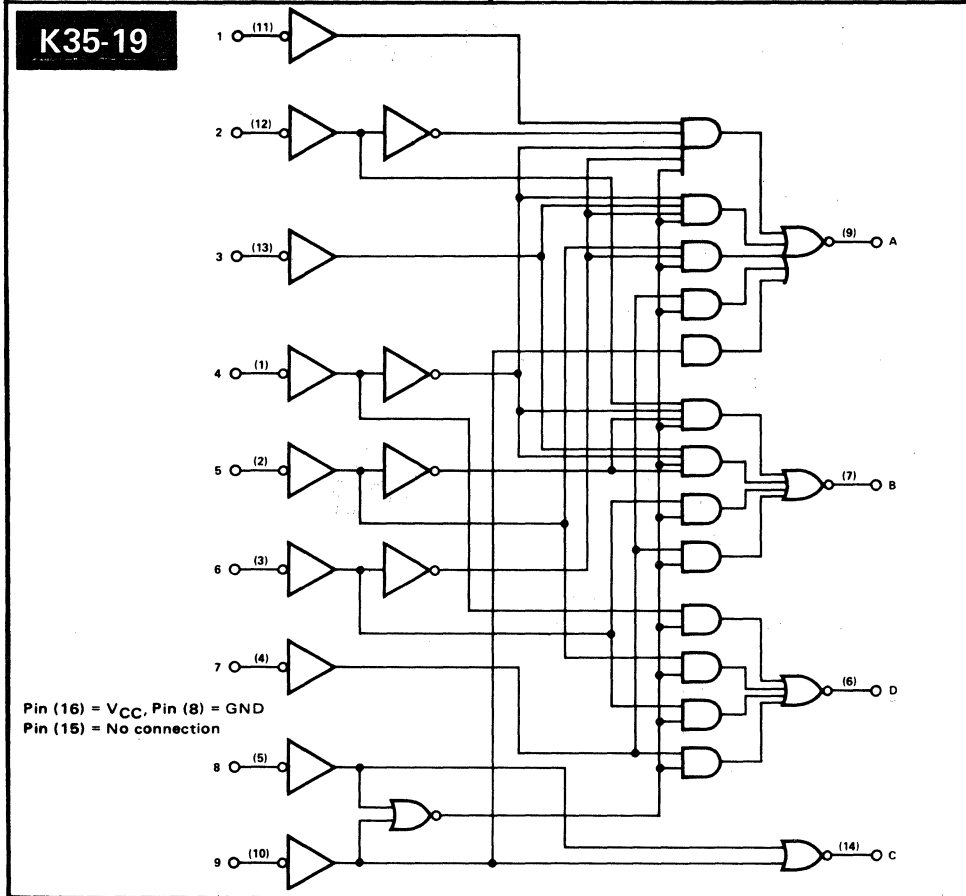 K35-19
1 (11)
2 (12)
3 (13)
(9) A
4 (1)
5 (2)
(7) B
6 (3)
7 (4)
(6) D
Pin (16) = VCC, Pin (8) = GND
Pin (15) = No connection
8 (5)
9 (10)
(14) C